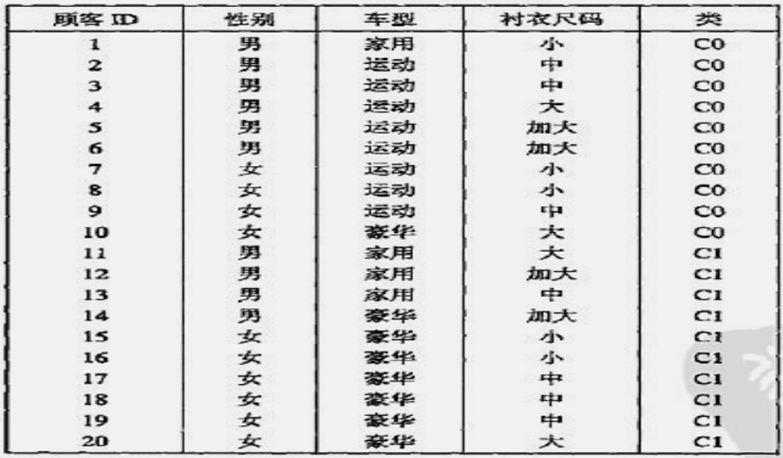 顾客 ID 性别 车型 衬衣尺码 类
1 男 家用 小 C0
2 男 运动 中 C0
3 男 运动 中 C0
4 男 运动 大 C0
5 男 运动 加大 C0
6 男 运动 加大 C0
7 女 运动 小 C0
8 女 运动 小 C0
9 女 运动 中 C0
10 女 豪华 大 C0
11 男 家用 大 C1
12 男 家用 加大 C1
13 男 家用 中 C1
14 男 豪华 加大 C1
15 女 豪华 小 C1
16 女 豪华 小 C1
17 女 豪华 中 C1
18 女 豪华 中 C1
19 女 豪华 中 C1
20 女 豪华 大 C1